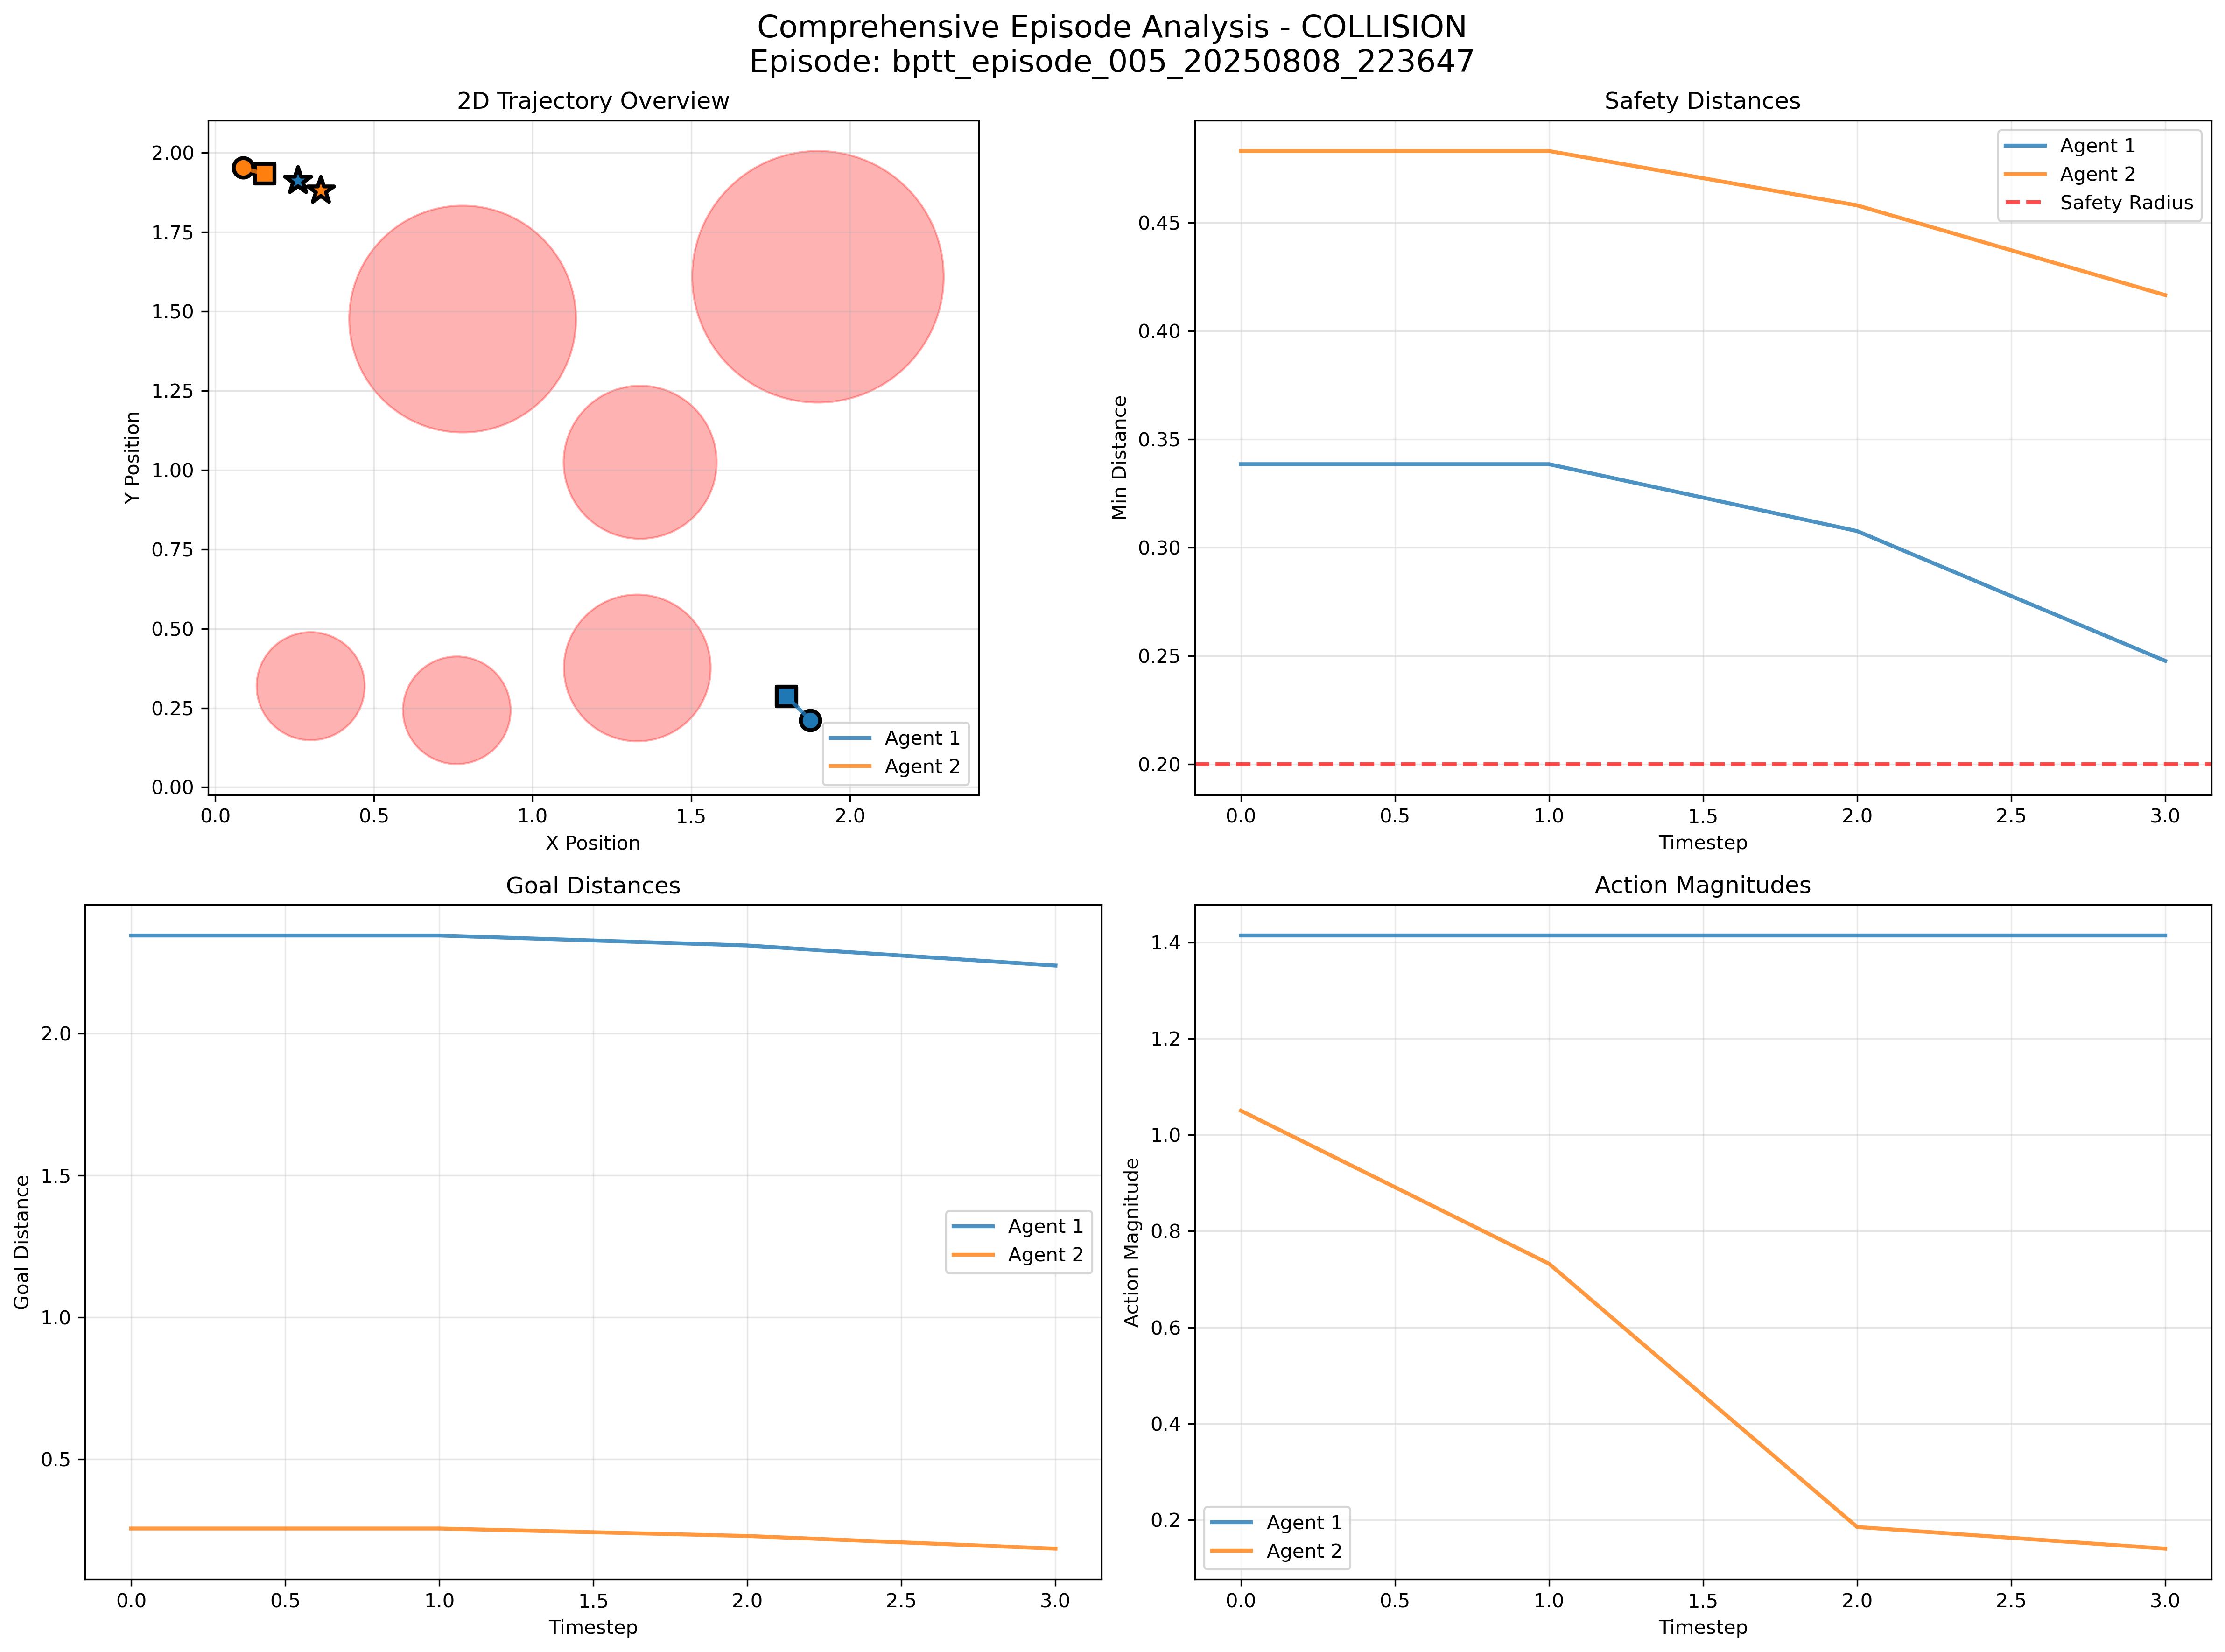 Comprehensive Episode Analysis - COLLISION
Episode: bptt_episode_005_20250808_223647
2D Trajectory Overview
2.00
1.75
1.50
1.25
1.00
0.75
0.50
0.25
0.00
Y Position
0.0
0.5
1.0
1.5
2.0
X Position
Agent 1
Agent 2
Safety Distances
0.45
0.40
0.35
0.30
0.25
0.20
Min Distance
0.0
0.5
1.0
1.5
2.0
2.5
3.0
Timestep
Agent 1
Agent 2
Safety Radius
Goal Distances
2.0
1.5
1.0
0.5
Goal Distance
0.0
0.5
1.0
1.5
2.0
2.5
3.0
Timestep
Agent 1
Agent 2
Action Magnitudes
1.4
1.2
1.0
0.8
0.6
0.4
0.2
Action Magnitude
0.0
0.5
1.0
1.5
2.0
2.5
3.0
Timestep
Agent 1
Agent 2